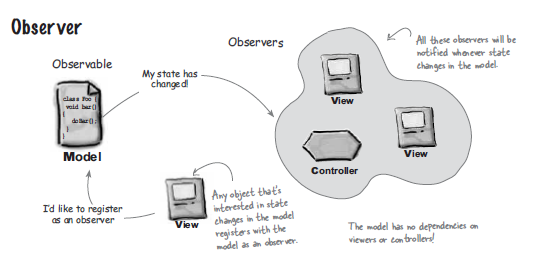 Observer
Observable
Observers
All these observers will be
notified whenever state
changes in the model.
My state has
changed!
class Foo {
void bar()
{
doBar();
}
}
Model
View
View
Controller
I'd like to register
as an observer
View
Any object that's
interested in state
changes in the model
registers with the
model as an observer.
The model has no dependencies on
viewers or controllers!